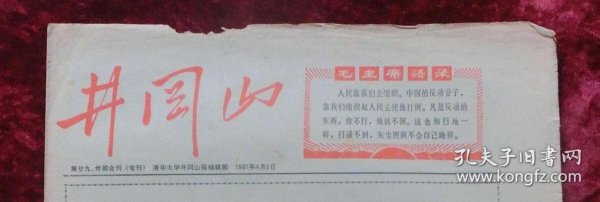 井冈山
毛主席語录
人民靠我们去组织。中国的反动分子，
靠我们组织起人民去把他打倒。凡是反动的
东西，你不打，他就不倒。这也和扫地一
样，扫帚不到，灰尘照例不会自己跑掉。
第廿九、卅期合刊（专刊） 清华大学井冈山报编辑部 1967年4月5日
孔夫子旧书网
www.kongfz.com